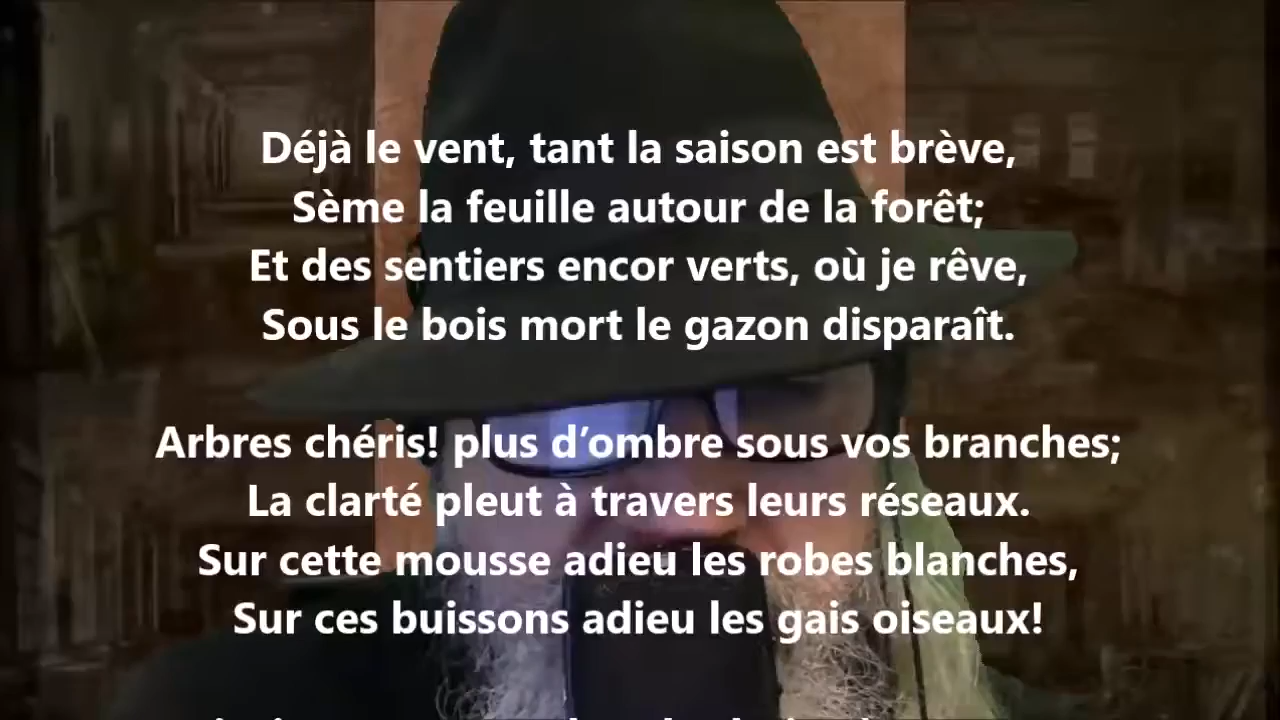 Déjà le vent, tant la saison est brève,
Sème la feuille autour de la forêt;
Et des sentiers encor verts, où je rêve,
Sous le bois mort le gazon disparaît.
Arbres chéris! plus d’ombre sous vos branches;
La clarté pleut à travers leurs réseaux.
Sur cette mousse adieu les robes blanches,
Sur ces buissons adieu les gais oiseaux!